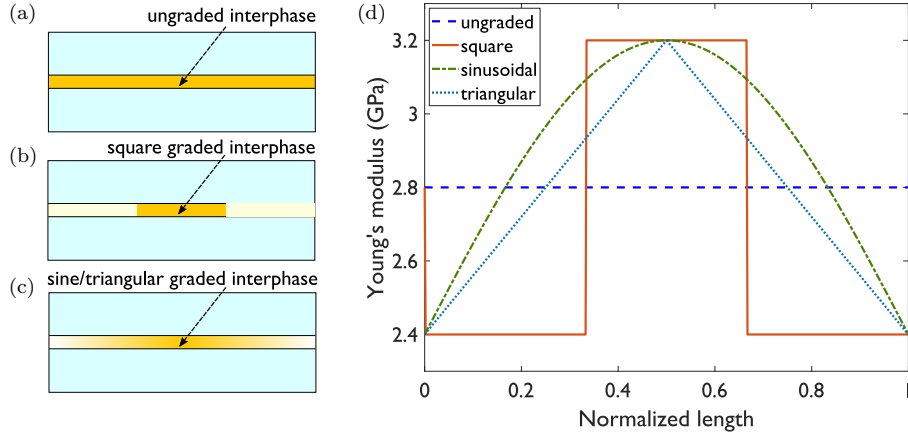 (a)
ungraded interphase
(b)
square graded interphase
(c)
sine/triangular graded interphase
(d)
ungraded
square
sinusoidal
triangular
Young's modulus (GPa)
3.2
3
2.8
2.6
2.4
0
0.2
0.4
0.6
0.8
1
Normalized length